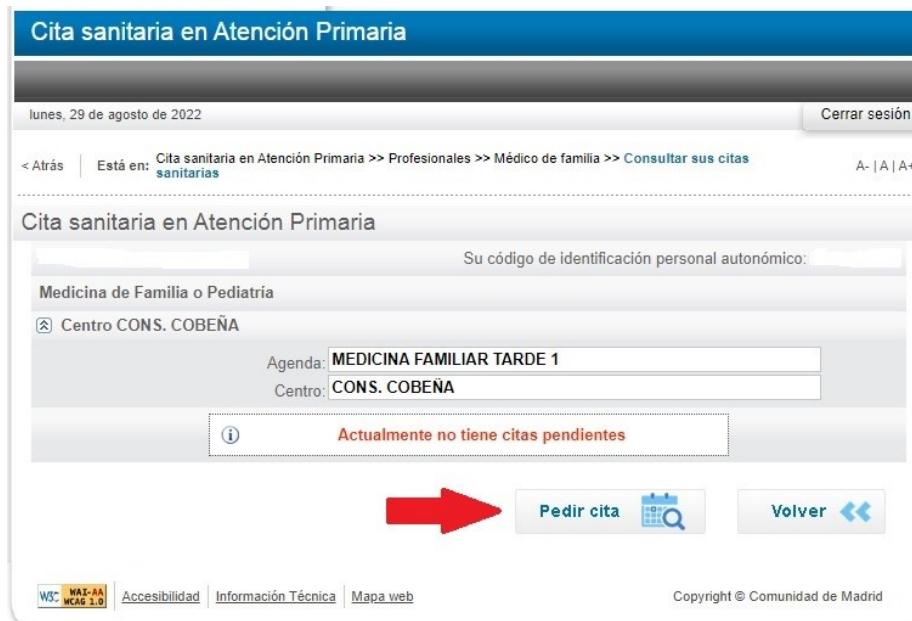 Cita sanitaria en Atención Primaria
lunes, 29 de agosto de 2022
Cerrar sesión
< Atrás
Está en: Cita sanitaria en Atención Primaria >> Profesionales >> Médico de familia >> Consultar sus citas
sanitarias
A- | A | A+
Cita sanitaria en Atención Primaria
Su código de identificación personal autonómico:
Medicina de Familia o Pediatría
Centro CONS. COBEÑA
Agenda: MEDICINA FAMILIAR TARDE 1
Centro: CONS. COBEÑA
Actualmente no tiene citas pendientes
Pedir cita
Volver
W3C WAI-AA
WCAG 1.0
Accesibilidad
Información Técnica
Mapa web
Copyright © Comunidad de Madrid